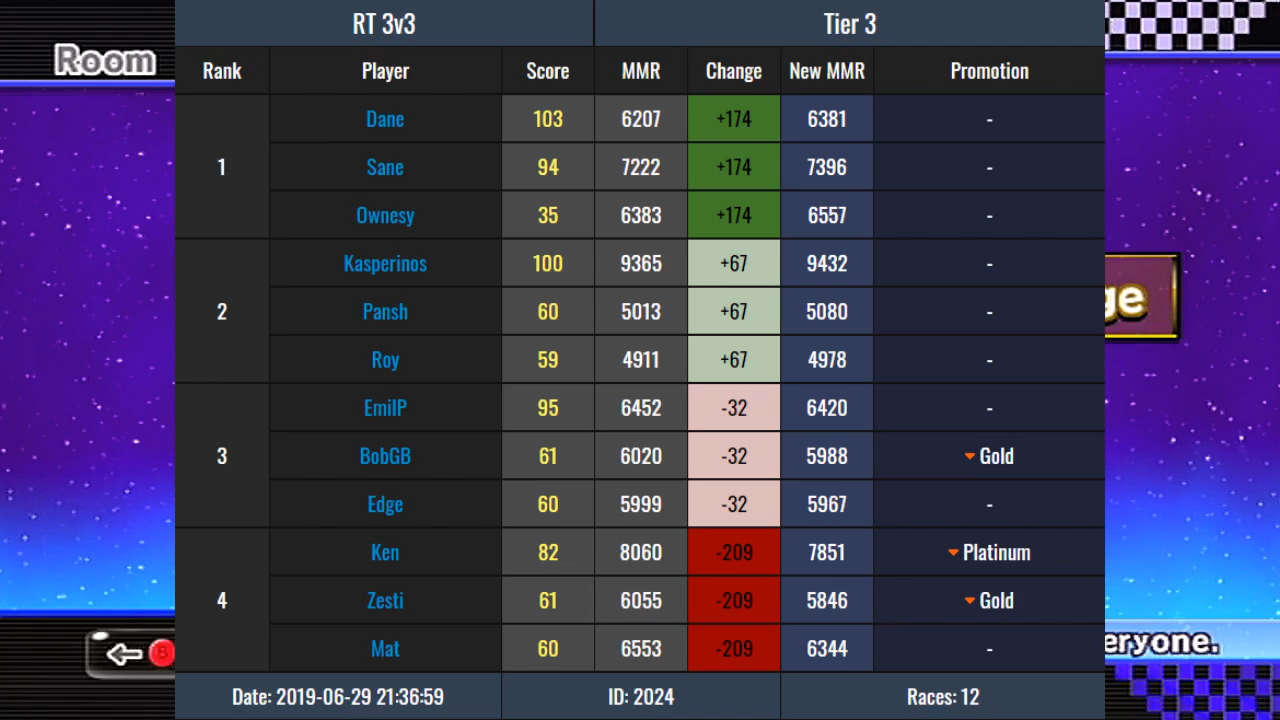 Room
RT 3v3 Tier 3
Rank Player Score MMR Change New MMR Promotion
1
Dane 103 6207 +174 6381 -
Sane 94 7222 +174 7396 -
Ownesy 35 6383 +174 6557 -
2
Kasperinos 100 9365 +67 9432 -
Pansh 60 5013 +67 5080 -
Roy 59 4911 +67 4978 -
3
EmilP 95 6452 -32 6420 -
BobGB 61 6020 -32 5988 Gold
Edge 60 5999 -32 5967 -
4
Ken 82 8060 -209 7851 Platinum
Zesti 61 6055 -209 5846 Gold
Mat 60 6553 -209 6344 -
ge
B
eryone.
Date: 2019-06-29 21:36:59 ID: 2024 Races: 12